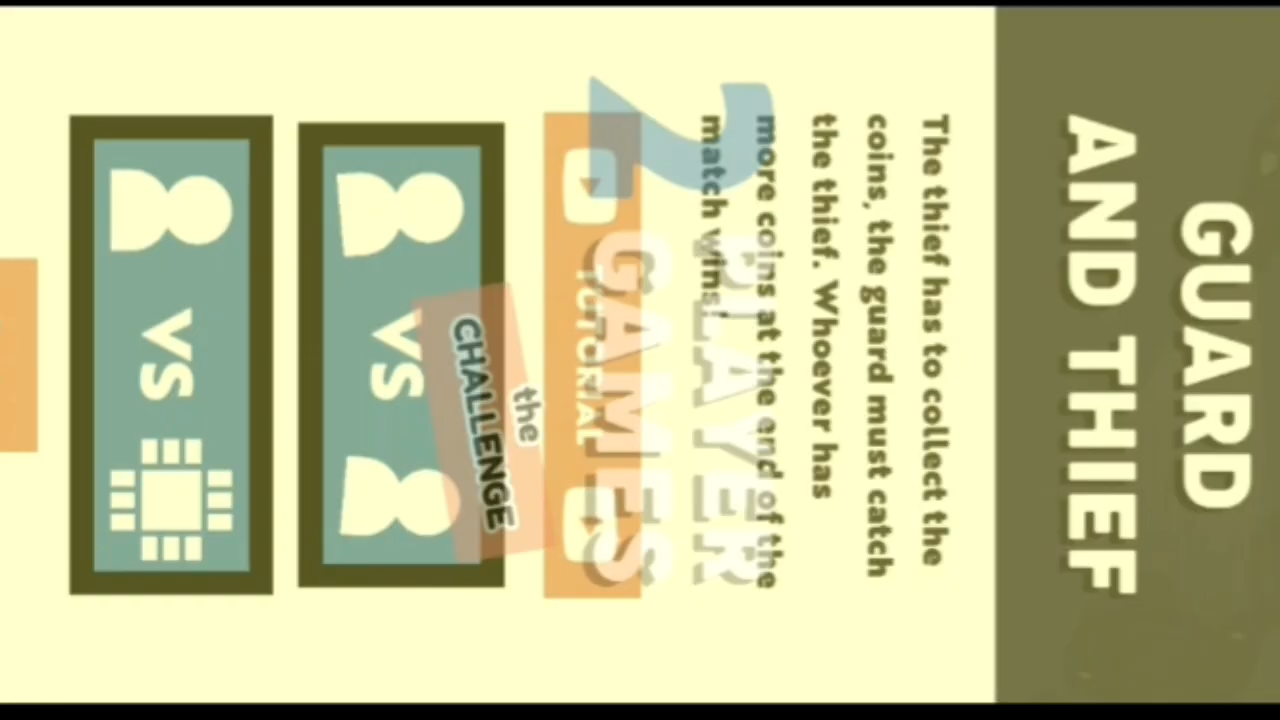 GUARD
AND THIEF
The thief has to collect the
coins, the guard must catch
the thief. Whoever has
more coins at the end of the
match wins!
2 PLAYER
GAMES
the
CHALLENGE
TUTORIAL
VS
VS